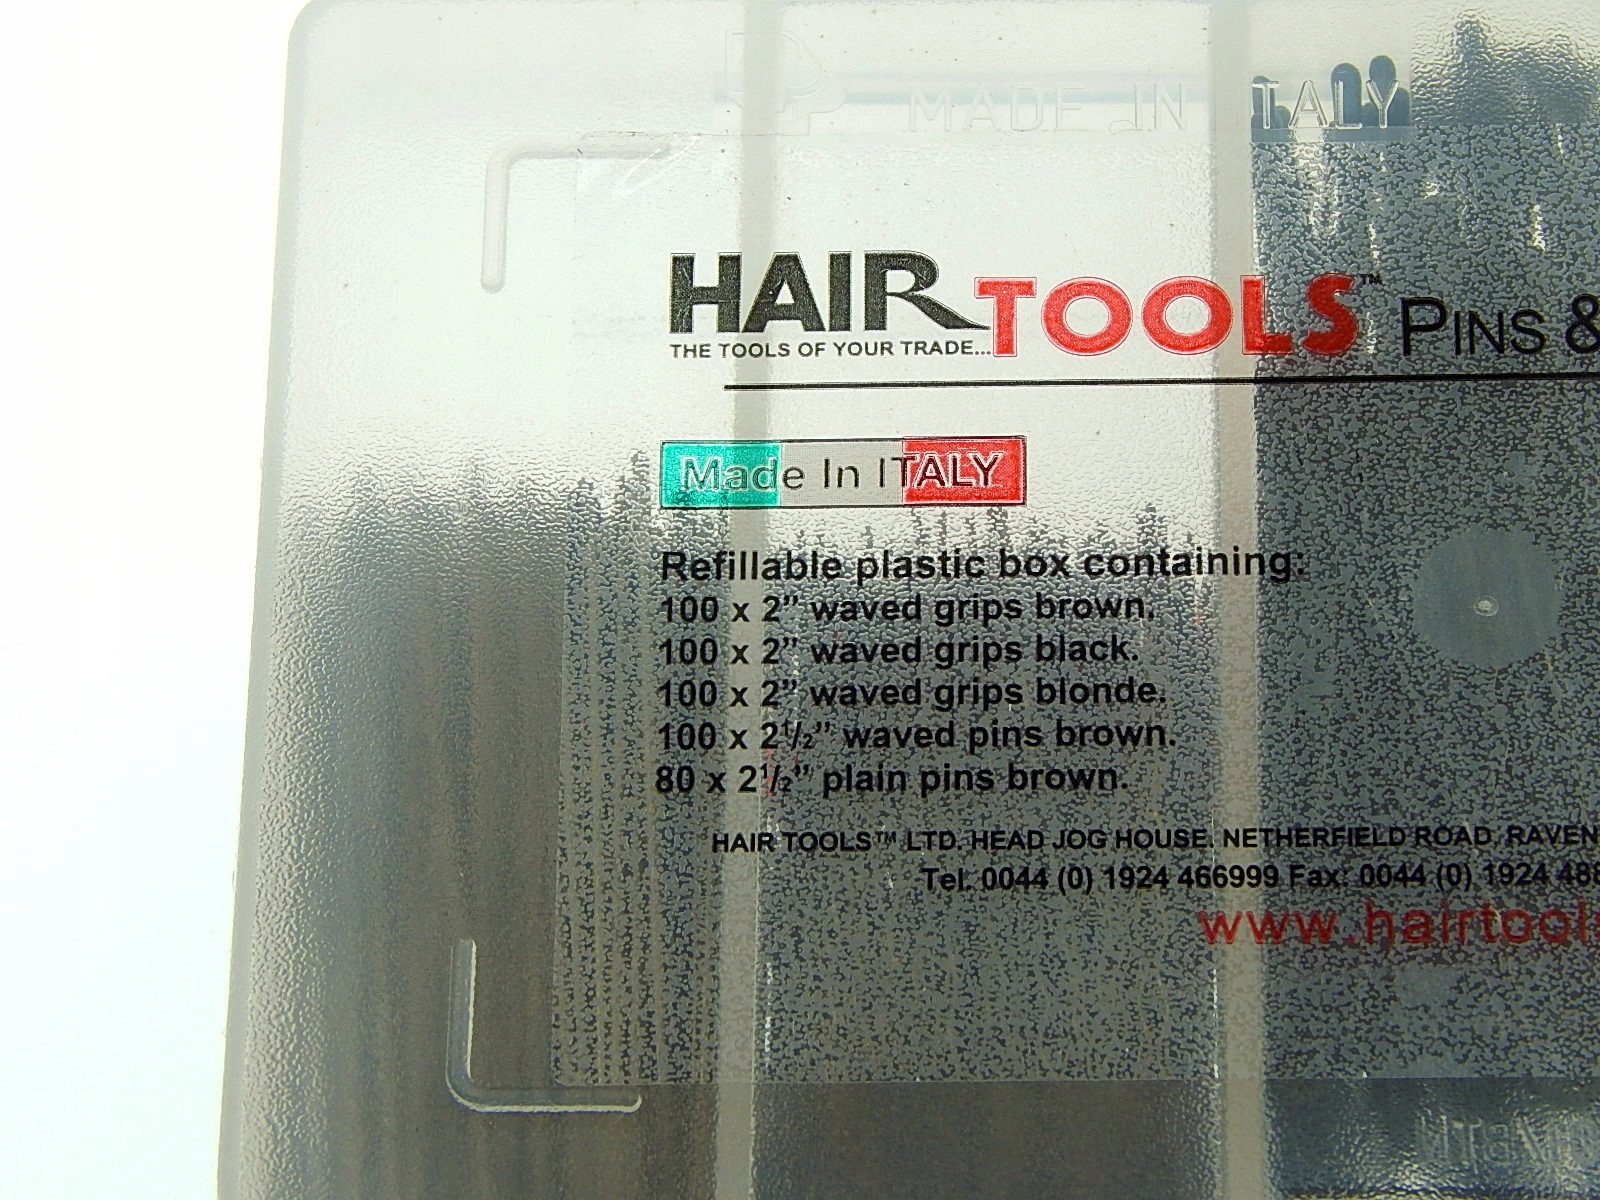 MADE IN ITALY
HAIR TOOLS™ PINS &
THE TOOLS OF YOUR TRADE...
Made In ITALY
Refillable plastic box containing:
100 x 2” waved grips brown.
100 x 2” waved grips black.
100 x 2” waved grips blonde.
100 x 2½” waved pins brown.
80 x 2½” plain pins brown.
HAIR TOOLS™ LTD. HEAD JOG HOUSE. NETHERFIELD ROAD, RAVEN
Tel. 0044 (0) 1924 466999 Fax: 0044 (0) 1924 488
www.hairtools